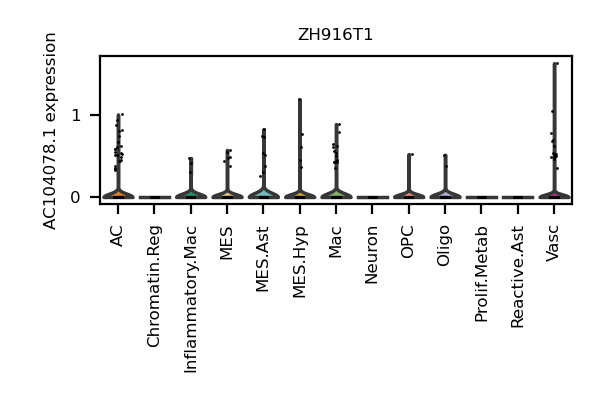 ZH916T1
AC104078.1 expression
1
0
AC
Chromatin.Reg
Inflammatory.Mac
MES
MES.Ast
MES.Hyp
Mac
Neuron
OPC
Oligo
Prolif.Metab
Reactive.Ast
Vasc